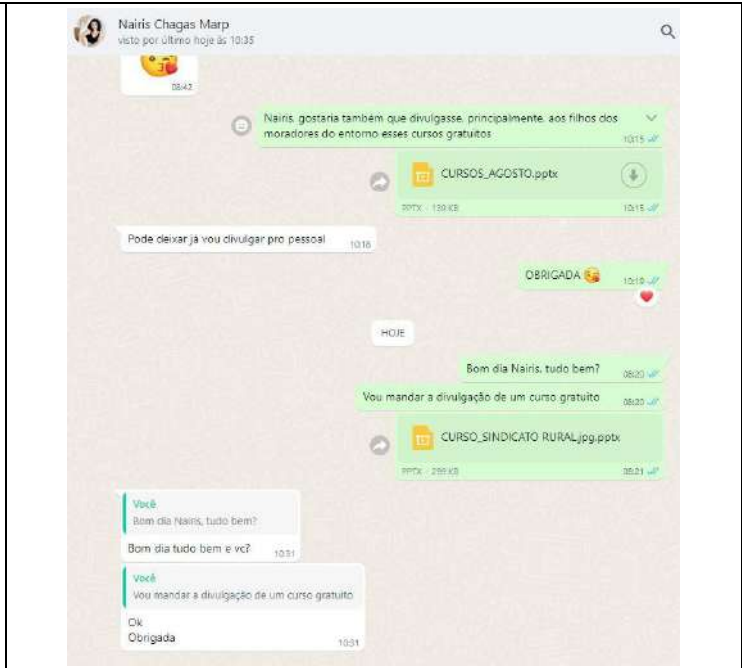 Nairis Chagas Marp
visto por último hoje às 10:35
08:42
Nairis, gostaria também que divulgasse, principalmente, aos filhos dos
moradores do entorno esses cursos gratuitos
10:15
CURSOS_AGOSTO.pptx
PPTX - 139 KB
10:15
Pode deixar já vou divulgar pro pessoal
10:18
OBRIGADA 😘
10:19
❤️
HOJE
Bom dia Nairis, tudo bem?
08:20
Vou mandar a divulgação de um curso gratuito
08:20
CURSO_SINDICATO RURAL.jpg.pptx
PPTX - 299 KB
08:21
Você
Bom dia Nairis, tudo bem?
Bom dia tudo bem e vc?
10:31
Você
Vou mandar a divulgação de um curso gratuito
Ok
Obrigada
10:31